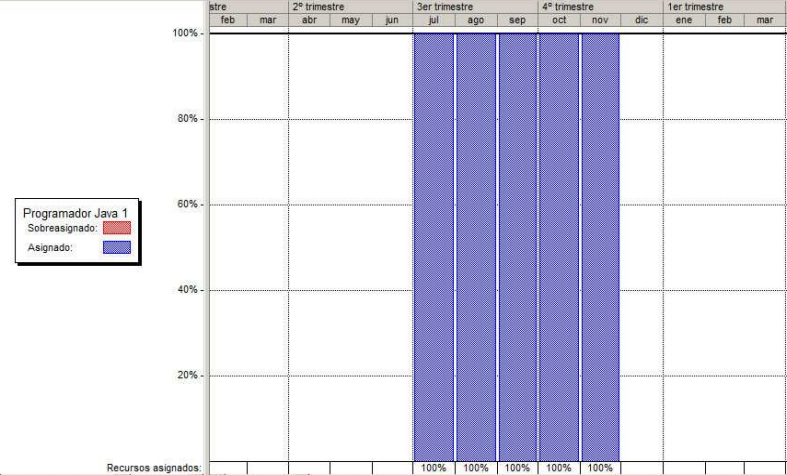 stre 2º trimestre 3er trimestre 4º trimestre 1er trimestre
feb mar abr may jun jul ago sep oct nov dic ene feb mar
100% -
80% -
60% -
Programador Java 1
Sobreasignado:
Asignado:
40% -
20% -
Recursos asignados: 100% 100% 100% 100% 100%